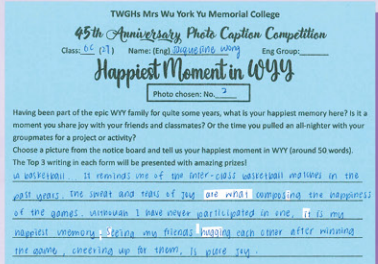 TWGHs Mrs Wu York Yu Memorial College
45th Anniversary Photo Caption Competition
Class: 6C (27) Name: (Eng) Jacqueline Wong Eng Group:
Happiest Moment in WYY
Photo chosen: No. 2
Having been part of the epic WYY family for quite some years, what is your happiest memory here? Is it a
moment you share joy with your friends and classmates? Or the time you pulled an all-nighter with your
groupmates for a project or activity?
Choose a picture from the notice board and tell us your happiest moment in WYY (around 50 words).
The Top 3 writing in each form will be presented with amazing prizes!
basketball. It reminds me of the inter-class basketball matches in the
past years. The sweat and tears of joy are what composing the happiness
of the games. Although I have never participated in one, it is my
happiest memory. Seeing my friends hugging each other after winning
the game, cheering up for them, is pure joy.